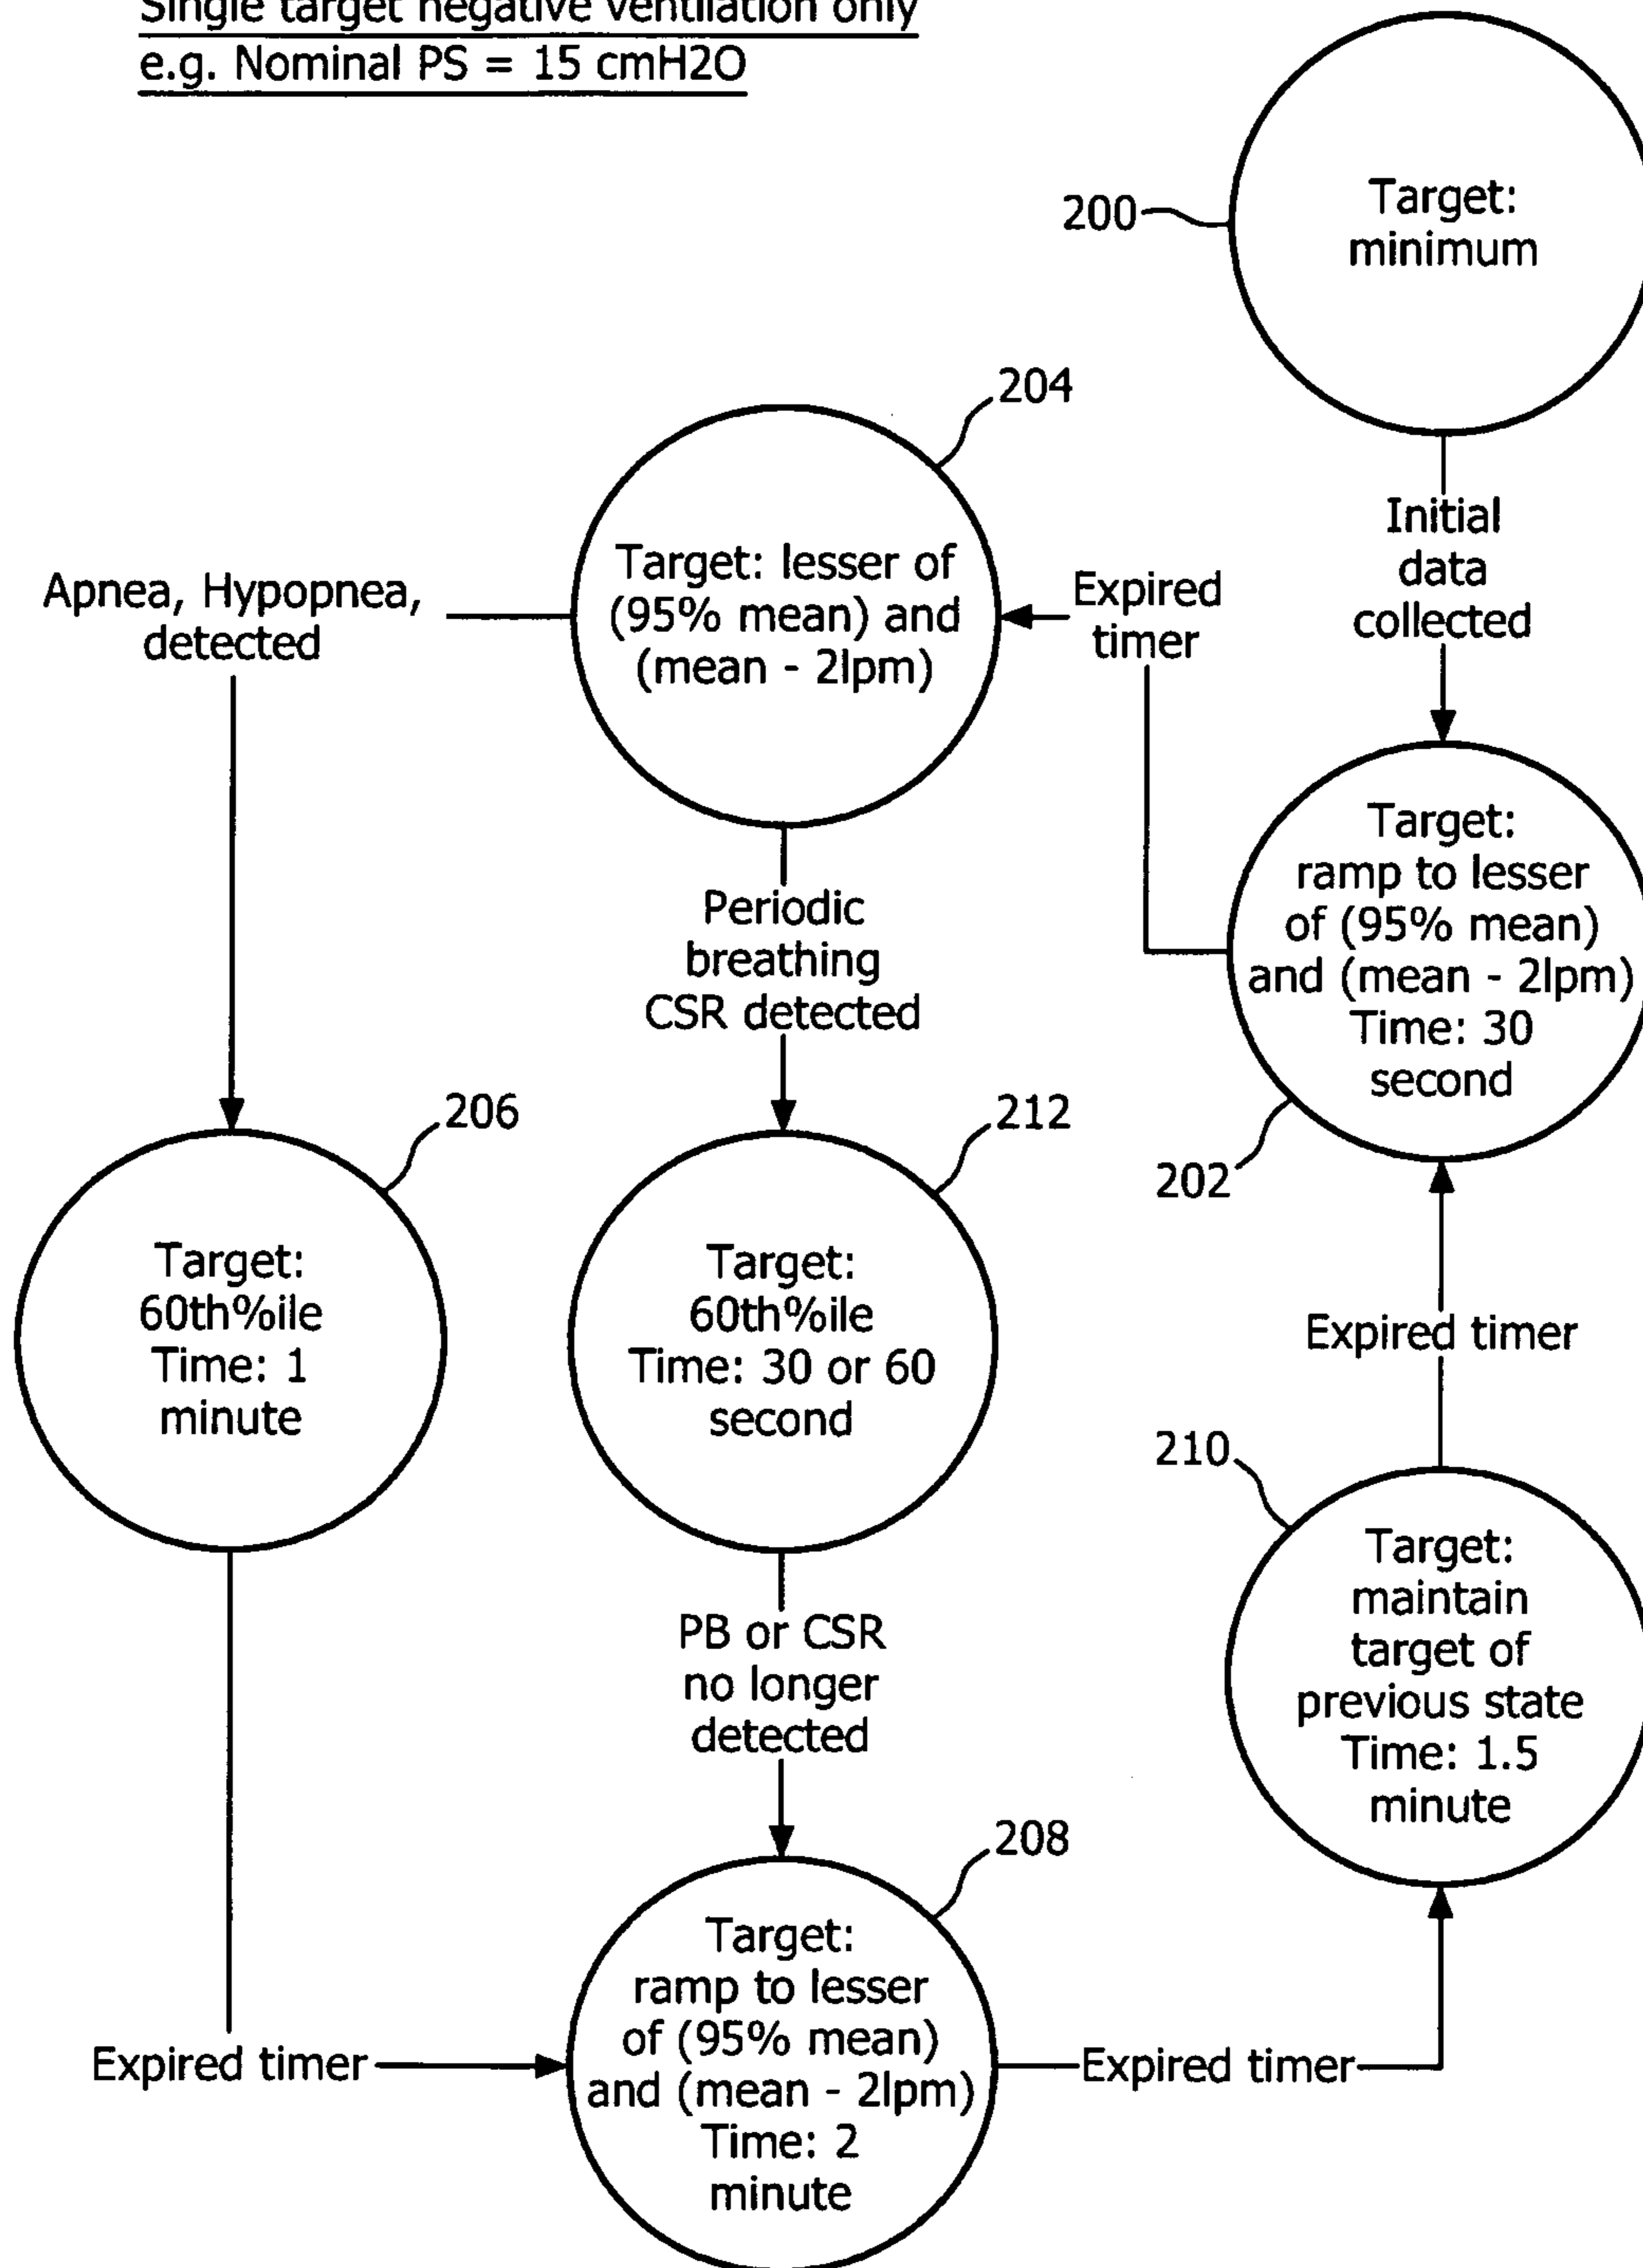 Single target negative ventilation only
e.g. Nominal PS = 15 cmH2O
200
Target:
minimum
Initial
data
collected
204
Target: lesser of
(95% mean) and
(mean - 2lpm)
Expired
timer
Apnea, Hypopnea,
detected
Periodic
breathing
CSR detected
Target:
ramp to lesser
of (95% mean)
and (mean - 2lpm)
Time: 30
second
202
206
Target:
60th%ile
Time: 1
minute
212
Target:
60th%ile
Time: 30 or 60
second
Expired timer
210
Target:
maintain
target of
previous state
Time: 1.5
minute
PB or CSR
no longer
detected
208
Target:
ramp to lesser
of (95% mean)
and (mean - 2lpm)
Time: 2
minute
Expired timer
Expired timer